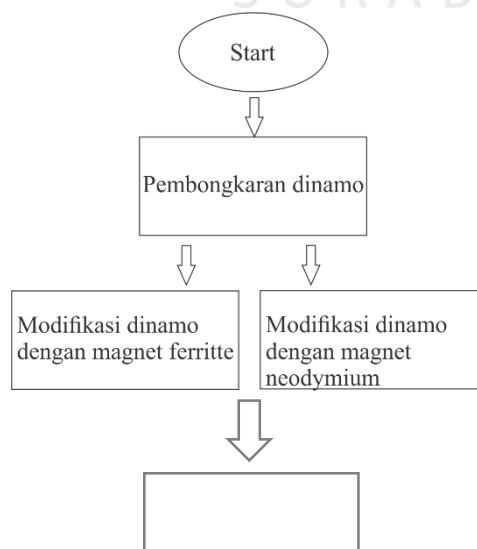 Start
Pembongkaran dinamo
Modifikasi dinamo
dengan magnet ferritte
Modifikasi dinamo
dengan magnet
neodymium